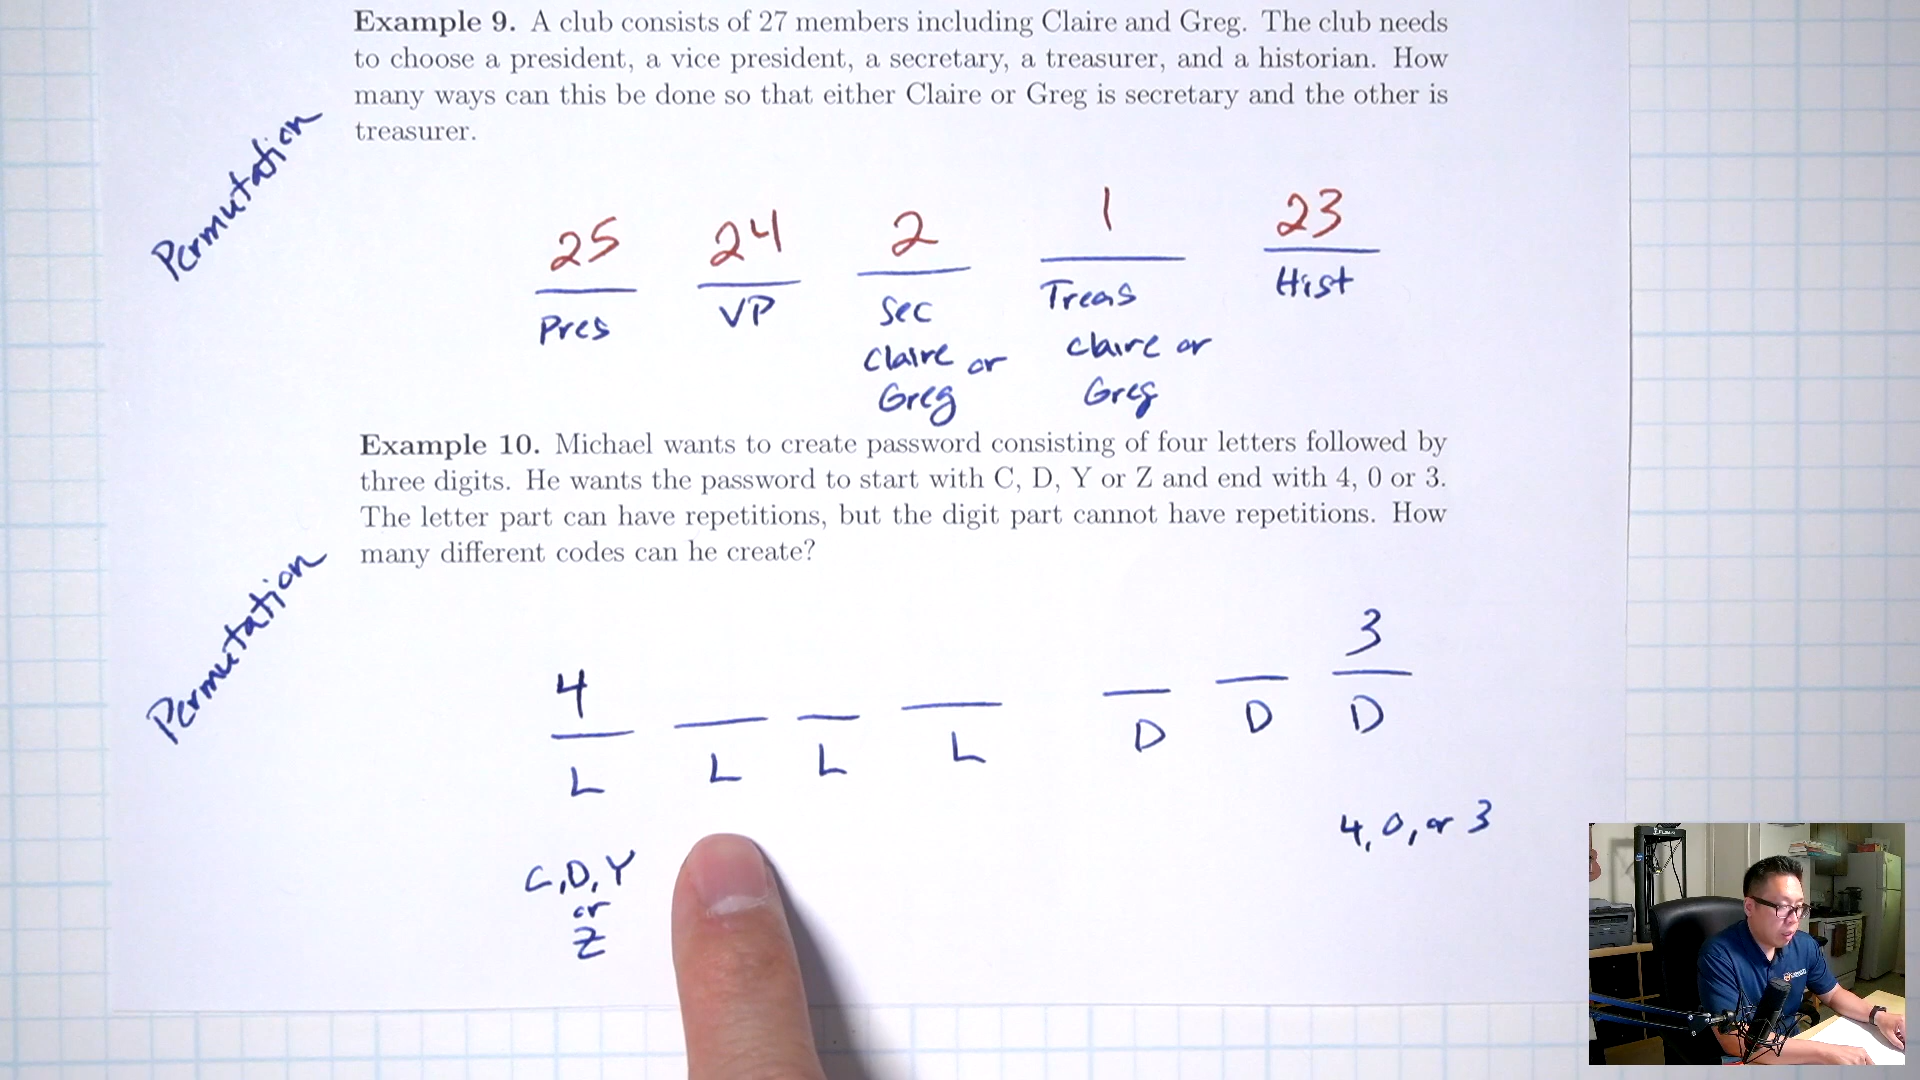 Example 9. A club consists of 27 members including Claire and Greg. The club needs
to choose a president, a vice president, a secretary, a treasurer, and a historian. How
many ways can this be done so that either Claire or Greg is secretary and the other is
treasurer.
Permutation
25 24 2 1 23
Pres VP Sec Treas Hist
Claire or Claire or
Greg Greg
Example 10. Michael wants to create password consisting of four letters followed by
three digits. He wants the password to start with C, D, Y or Z and end with 4, 0 or 3.
The letter part can have repetitions, but the digit part cannot have repetitions. How
many different codes can he create?
Permutation
4 3
L L L L D D D
C, D, Y 4, 0, or 3
or
Z